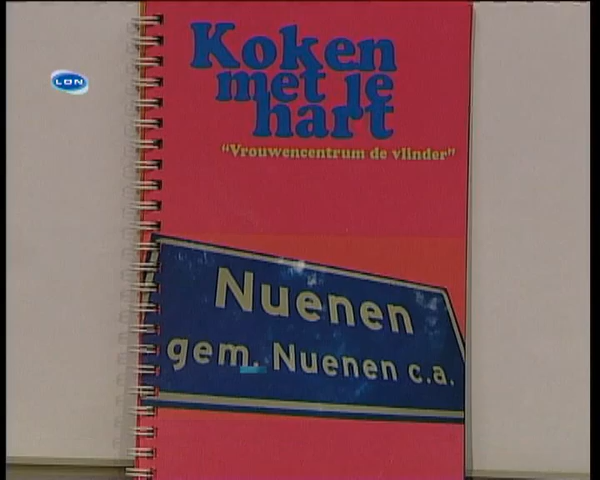 Koken
met je
hart
"Vrouwencentrum de vlinder"
LON
Nuenen
gem. Nuenen c.a.